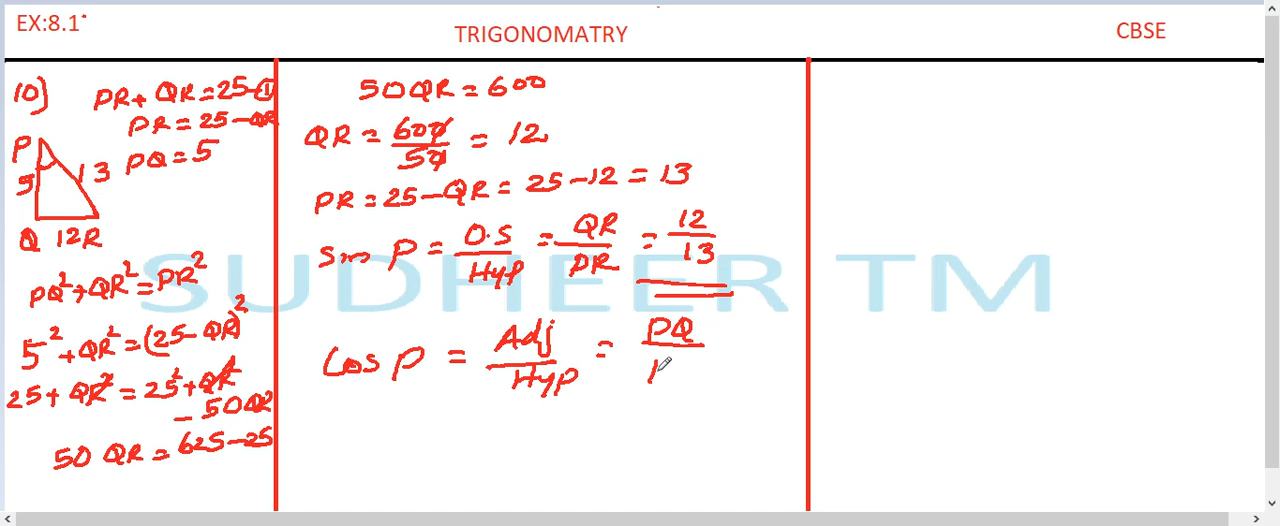 EX:8.1
TRIGONOMATRY
CBSE
10) PR + QR = 25 - ①
PR = 25 - QR
PQ = 5
P
5
13
Q 12 R
PQ² + QR² = PR²
5² + QR² = (25 - QR)²
25 + QR² = 25² + QR²
- 50QR
50 QR = 625 - 25
50QR = 600
QR = 600/50 = 12
PR = 25 - QR = 25 - 12 = 13
Sin P = O.S/Hyp = QR/PR = 12/13
Cos P = Adj/Hyp = PQ/
SUDHEER TM